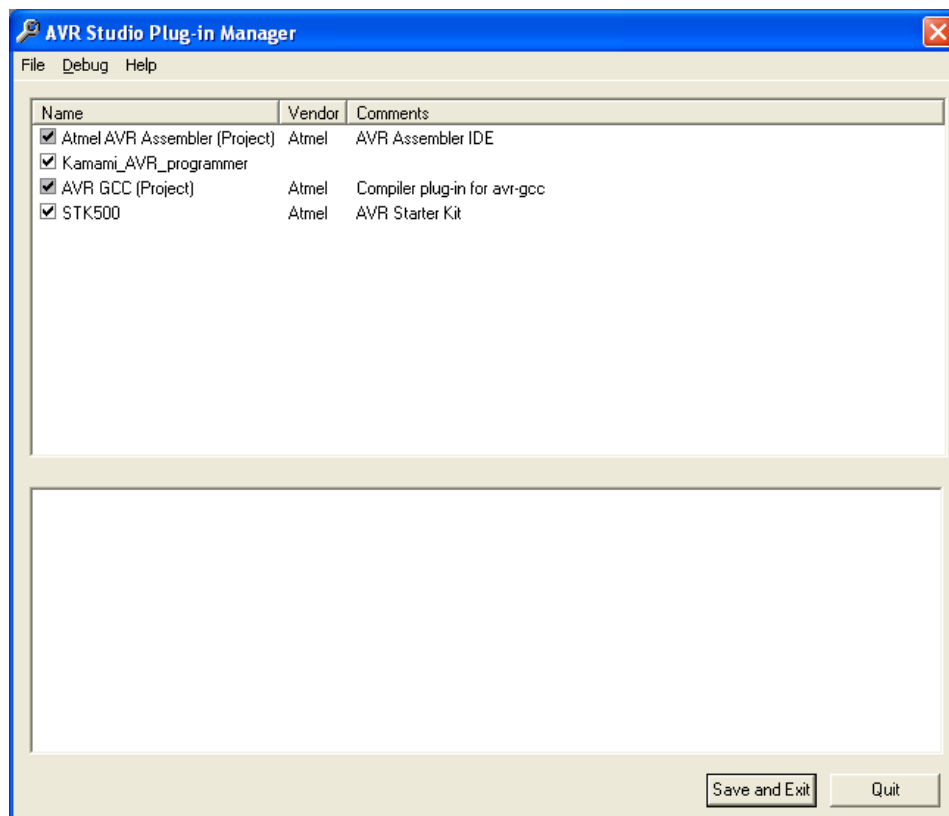 AVR Studio Plug-in Manager
File Debug Help
Name Vendor Comments
Atmel AVR Assembler (Project) Atmel AVR Assembler IDE
Kamami_AVR_programmer
AVR GCC (Project) Atmel Compiler plug-in for avr-gcc
STK500 Atmel AVR Starter Kit
Save and Exit Quit